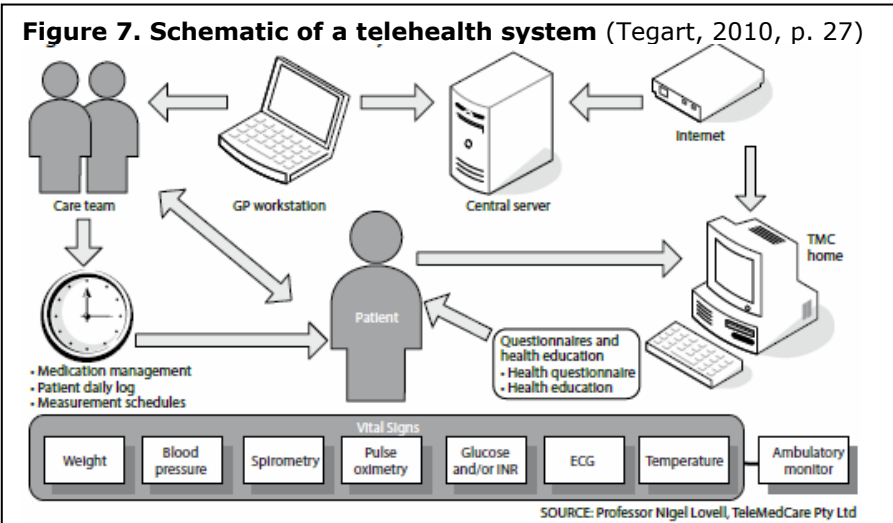 Figure 7. Schematic of a telehealth system (Tegart, 2010, p. 27)
Care team
GP workstation
Central server
Internet
TMC
home
Patient
Questionnaires and
health education
• Health questionnaire
• Health education
• Medication management
• Patient daily log
• Measurement schedules
Vital Signs
Weight
Blood
pressure
Spirometry
Pulse
oximetry
Glucose
and/or INR
ECG
Temperature
Ambulatory
monitor
SOURCE: Professor Nigel Lovell, TeleMedCare Pty Ltd